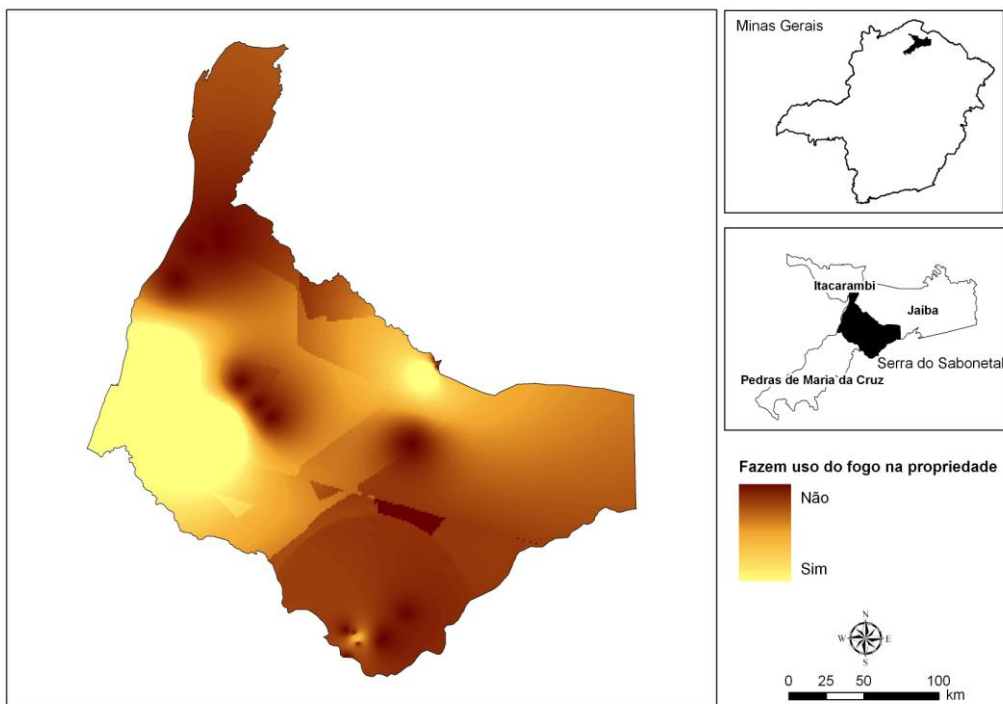 Minas Gerais
Itacarambi
Jaíba
Serra do Sabonetal
Pedras de Maria da Cruz
Fazem uso do fogo na propriedade
Não
Sim
N
W E
S
0 25 50 100
km